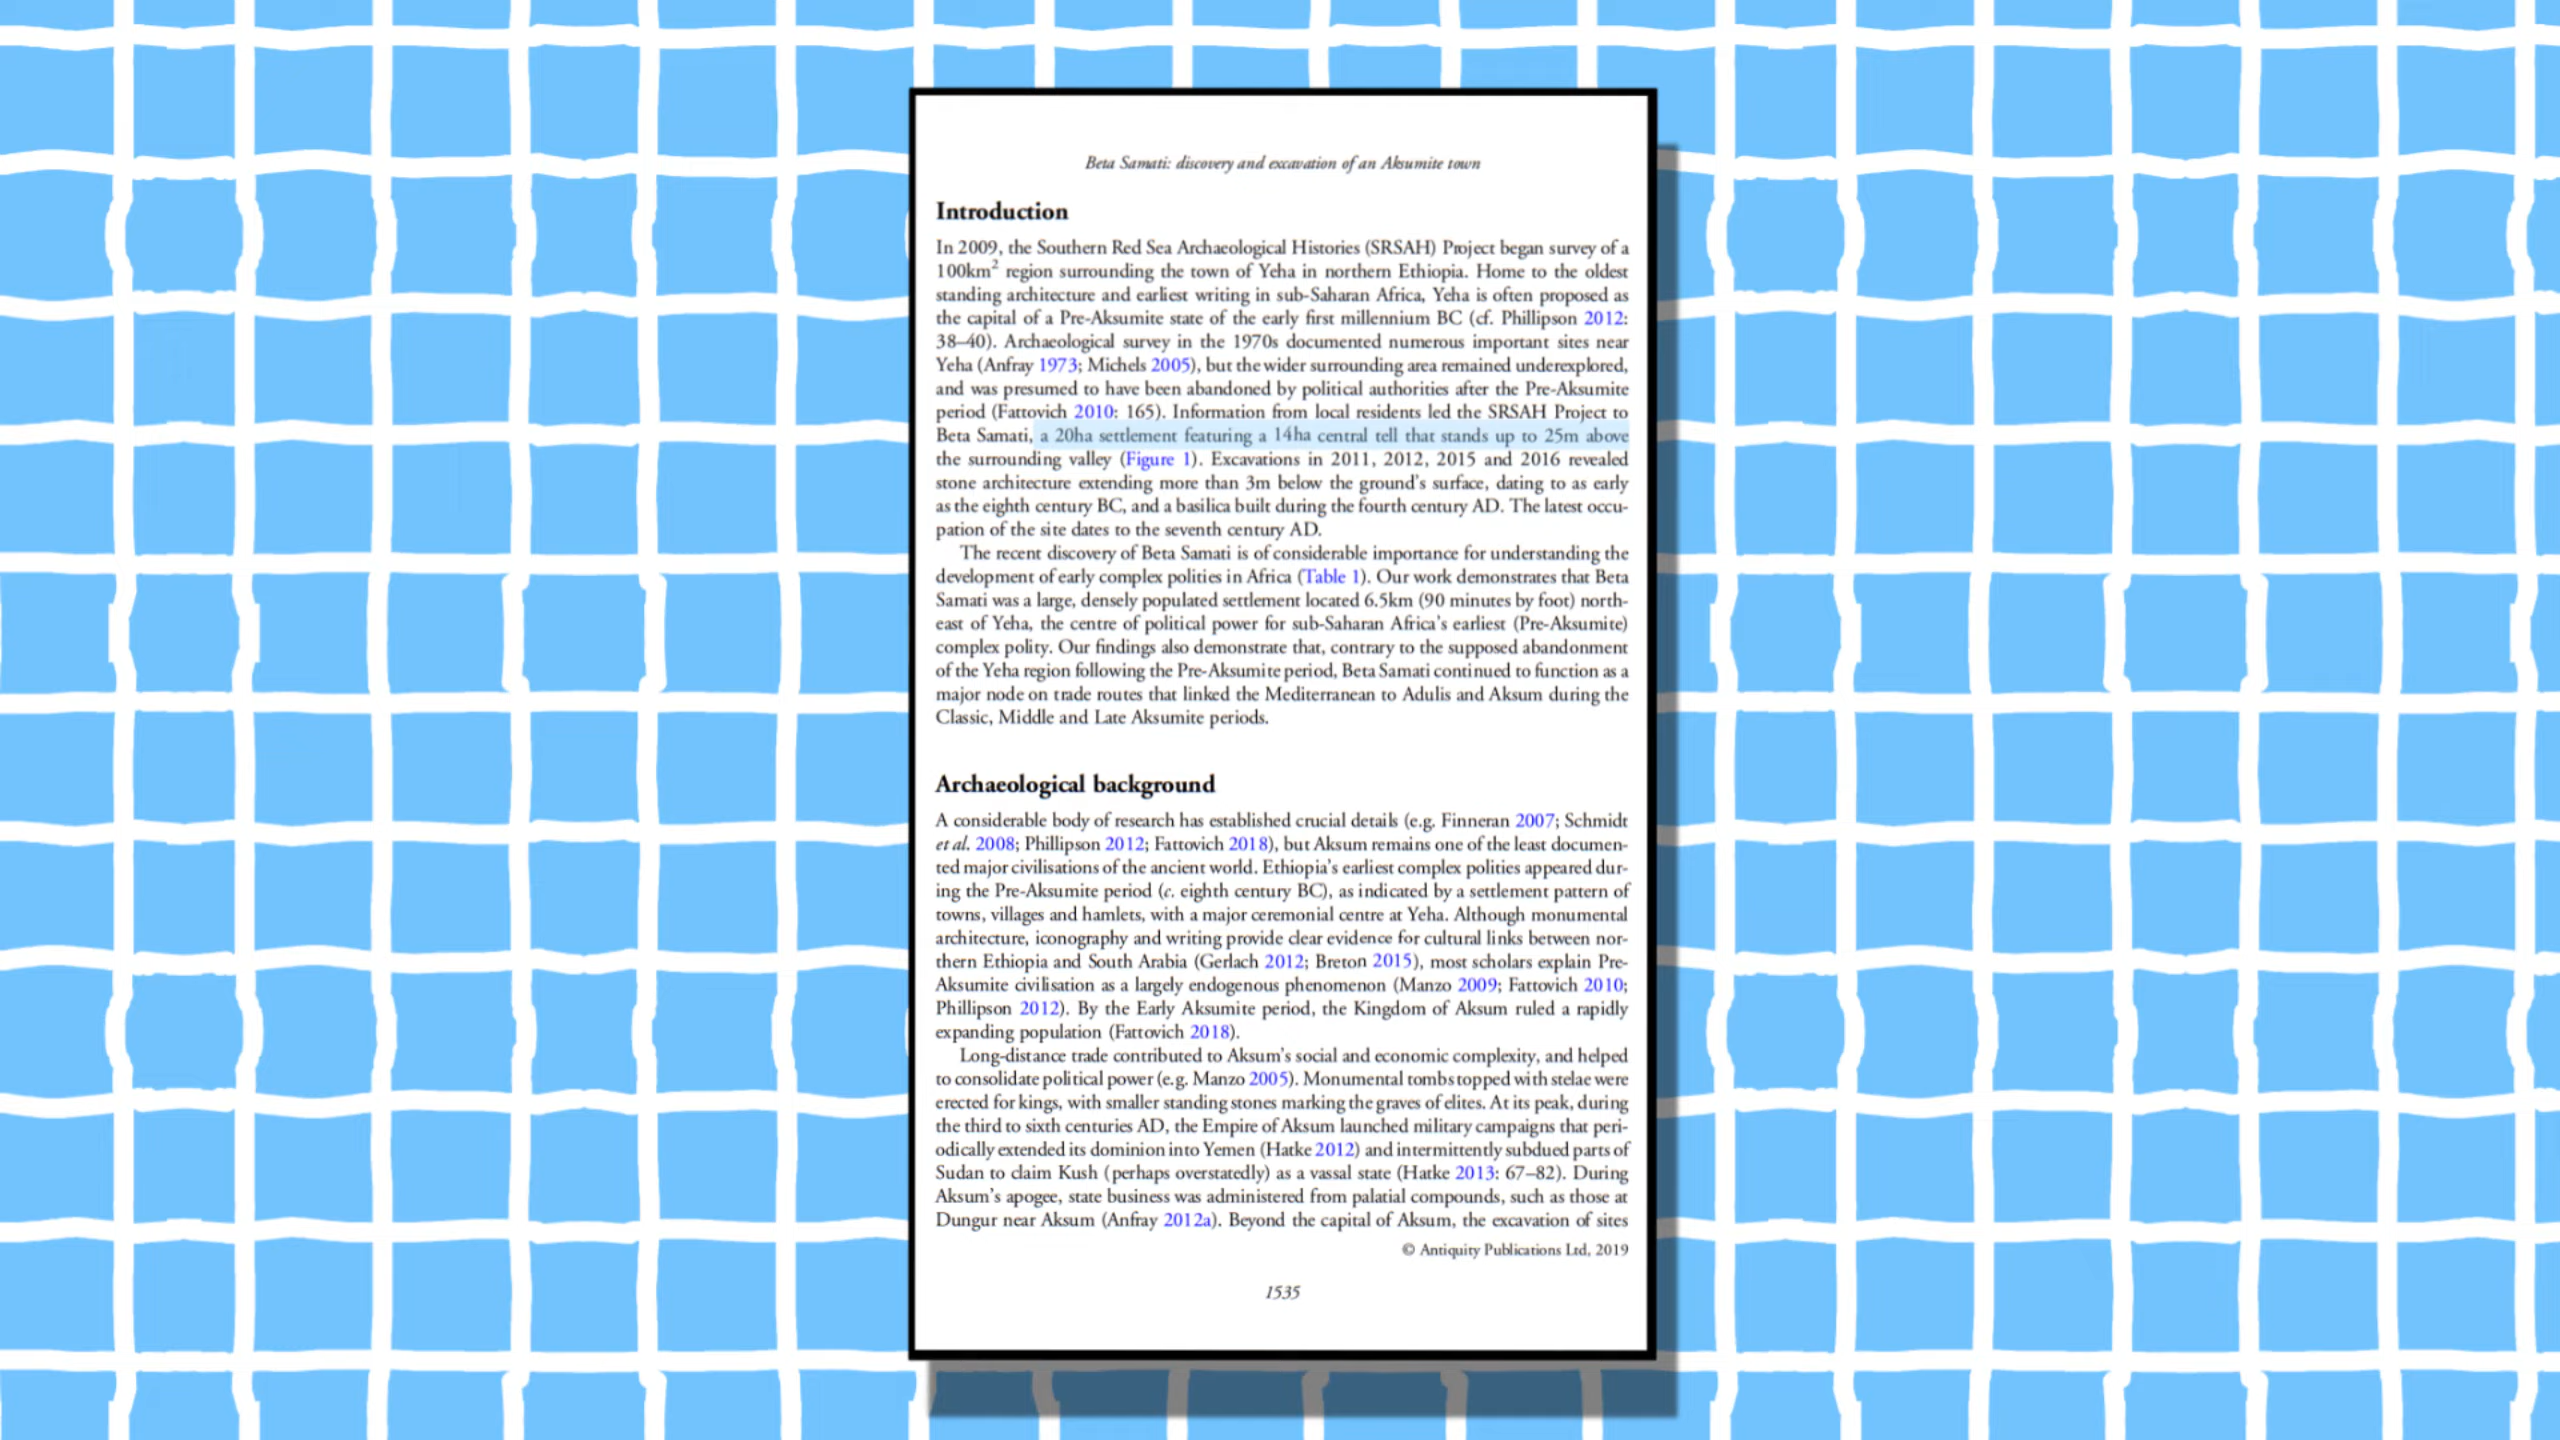 Beta Samati: discovery and excavation of an Aksumite town
Introduction
In 2009, the Southern Red Sea Archaeological Histories (SRSAH) Project began survey of a
100km² region surrounding the town of Yeha in northern Ethiopia. Home to the oldest
standing architecture and earliest writing in sub-Saharan Africa, Yeha is often proposed as
the capital of a Pre-Aksumite state of the early first millennium BC (cf. Phillipson 2012:
38–40). Archaeological survey in the 1970s documented numerous important sites near
Yeha (Anfray 1973; Michels 2005), but the wider surrounding area remained underexplored,
and was presumed to have been abandoned by political authorities after the Pre-Aksumite
period (Fattovich 2010: 165). Information from local residents led the SRSAH Project to
Beta Samati, a 20ha settlement featuring a 14ha central tell that stands up to 25m above
the surrounding valley (Figure 1). Excavations in 2011, 2012, 2015 and 2016 revealed
stone architecture extending more than 3m below the ground's surface, dating to as early
as the eighth century BC, and a basilica built during the fourth century AD. The latest occu-
pation of the site dates to the seventh century AD.
The recent discovery of Beta Samati is of considerable importance for understanding the
development of early complex polities in Africa (Table 1). Our work demonstrates that Beta
Samati was a large, densely populated settlement located 6.5km (90 minutes by foot) north-
east of Yeha, the centre of political power for sub-Saharan Africa's earliest (Pre-Aksumite)
complex polity. Our findings also demonstrate that, contrary to the supposed abandonment
of the Yeha region following the Pre-Aksumite period, Beta Samati continued to function as a
major node on trade routes that linked the Mediterranean to Adulis and Aksum during the
Classic, Middle and Late Aksumite periods.
Archaeological background
A considerable body of research has established crucial details (e.g. Finneran 2007; Schmidt
et al. 2008; Phillipson 2012; Fattovich 2018), but Aksum remains one of the least documen-
ted major civilisations of the ancient world. Ethiopia's earliest complex polities appeared dur-
ing the Pre-Aksumite period (c. eighth century BC), as indicated by a settlement pattern of
towns, villages and hamlets, with a major ceremonial centre at Yeha. Although monumental
architecture, iconography and writing provide clear evidence for cultural links between nor-
thern Ethiopia and South Arabia (Gerlach 2012; Breton 2015), most scholars explain Pre-
Aksumite civilisation as a largely endogenous phenomenon (Manzo 2009; Fattovich 2010;
Phillipson 2012). By the Early Aksumite period, the Kingdom of Aksum ruled a rapidly
expanding population (Fattovich 2018).
Long-distance trade contributed to Aksum's social and economic complexity, and helped
to consolidate political power (e.g. Manzo 2005). Monumental tombs topped with stelae were
erected for kings, with smaller standing stones marking the graves of elites. At its peak, during
the third to sixth centuries AD, the Empire of Aksum launched military campaigns that peri-
odically extended its dominion into Yemen (Hatke 2012) and intermittently subdued parts of
Sudan to claim Kush (perhaps overstatedly) as a vassal state (Hatke 2013: 67–82). During
Aksum's apogee, state business was administered from palatial compounds, such as those at
Dungur near Aksum (Anfray 2012a). Beyond the capital of Aksum, the excavation of sites
© Antiquity Publications Ltd, 2019
1535